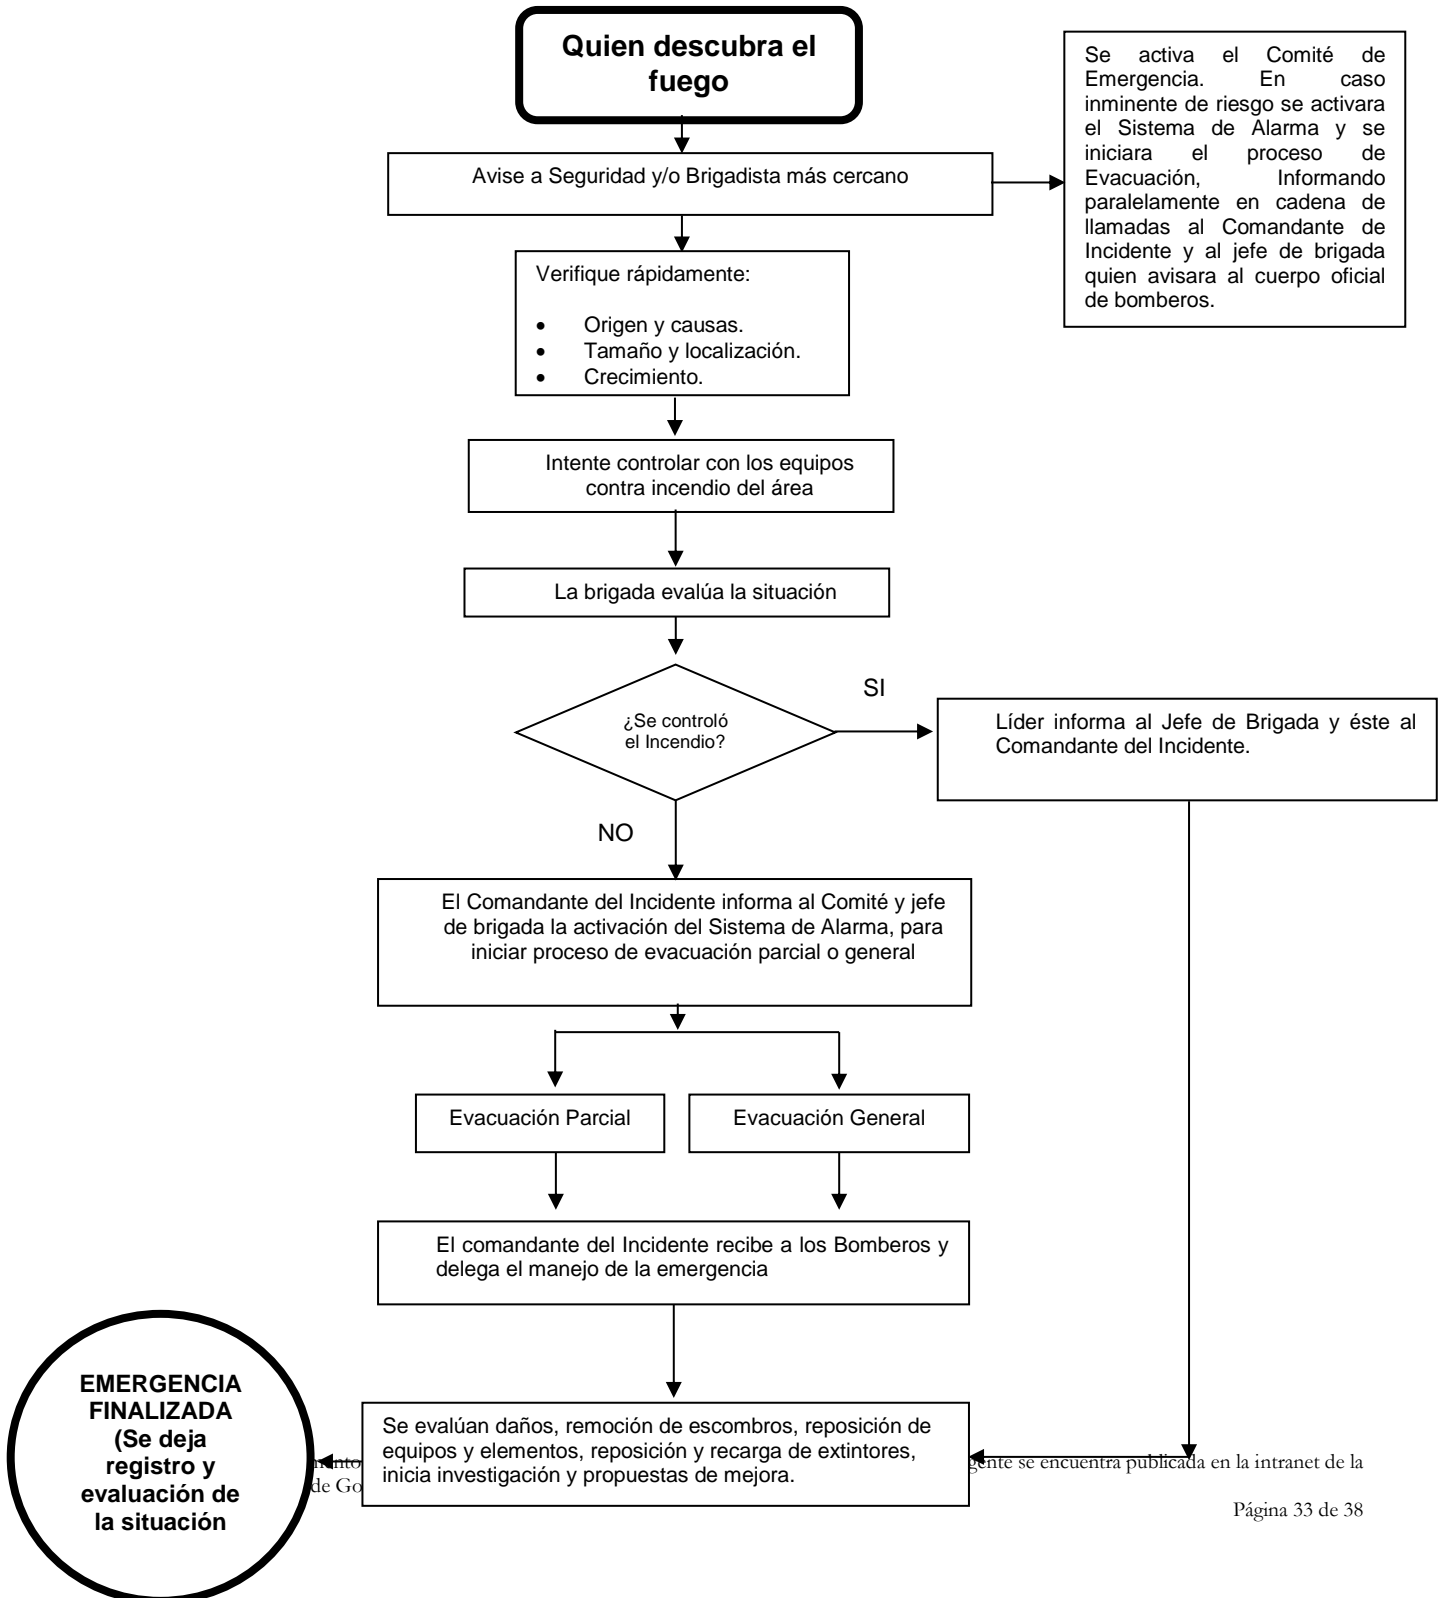 Quien descubra el
fuego
Se activa el Comité de
Emergencia. En caso
inminente de riesgo se activara
el Sistema de Alarma y se
iniciara el proceso de
Evacuación, Informando
paralelamente en cadena de
llamadas al Comandante de
Incidente y al jefe de brigada
quien avisara al cuerpo oficial
de bomberos.
Avise a Seguridad y/o Brigadista más cercano
Verifique rápidamente:
• Origen y causas.
• Tamaño y localización.
• Crecimiento.
Intente controlar con los equipos
contra incendio del área
La brigada evalúa la situación
¿Se controló
el Incendio?
SI
Líder informa al Jefe de Brigada y éste al
Comandante del Incidente.
NO
El Comandante del Incidente informa al Comité y jefe
de brigada la activación del Sistema de Alarma, para
iniciar proceso de evacuación parcial o general
Evacuación Parcial
Evacuación General
El comandante del Incidente recibe a los Bomberos y
delega el manejo de la emergencia
Se evalúan daños, remoción de escombros, reposición de
equipos y elementos, reposición y recarga de extintores,
inicia investigación y propuestas de mejora.
EMERGENCIA
FINALIZADA
(Se deja
registro y
evaluación de
la situación
se encuentra publicada en la intranet de la
de
Página 33 de 38